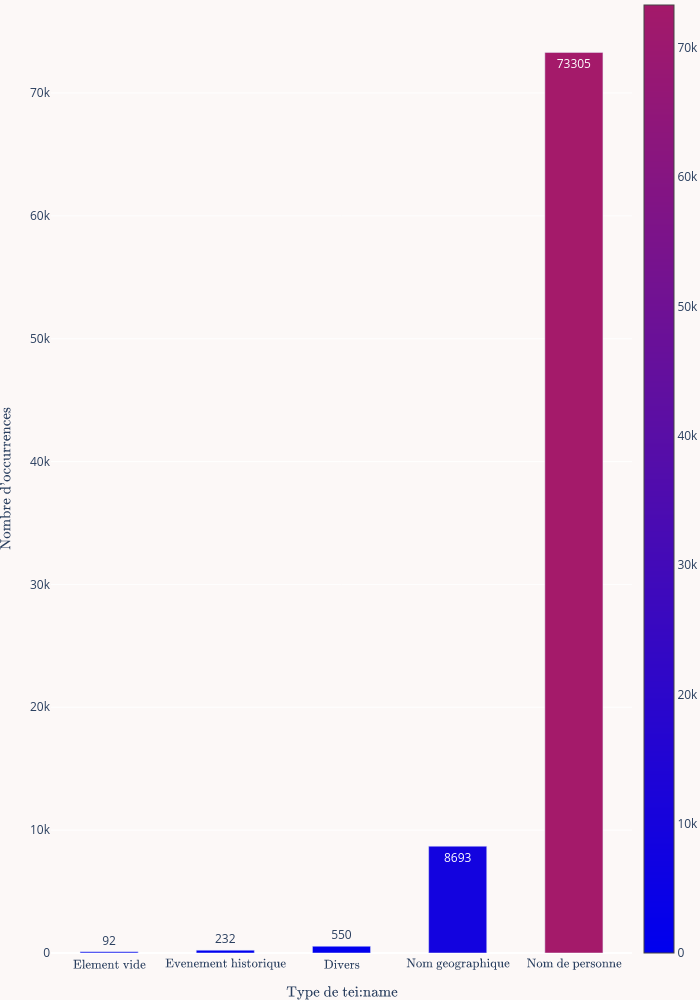 70k
60k
50k
40k
30k
20k
10k
0
Nombre d'occurrences
92
232
550
8693
73305
Element vide
Evenement historique
Divers
Nom geographique
Nom de personne
Type de tei:name
70k
60k
50k
40k
30k
20k
10k
0